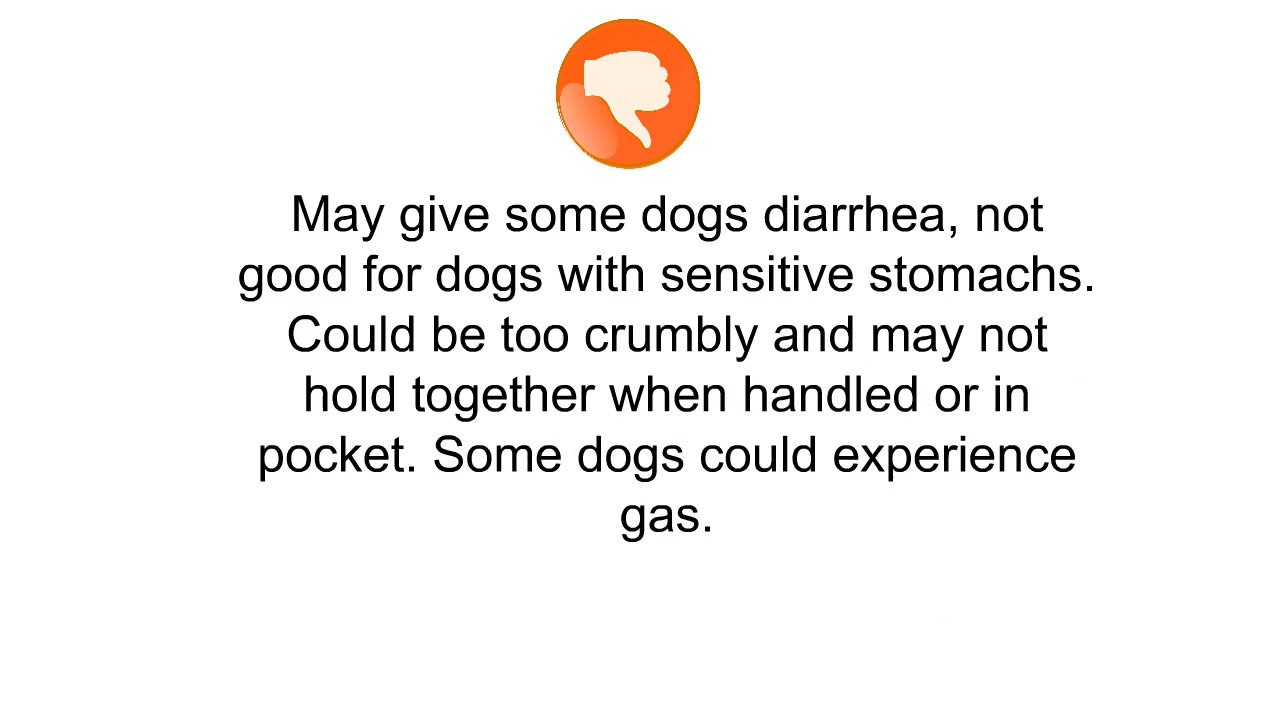 May give some dogs diarrhea, not
good for dogs with sensitive stomachs.
Could be too crumbly and may not
hold together when handled or in
pocket. Some dogs could experience
gas.